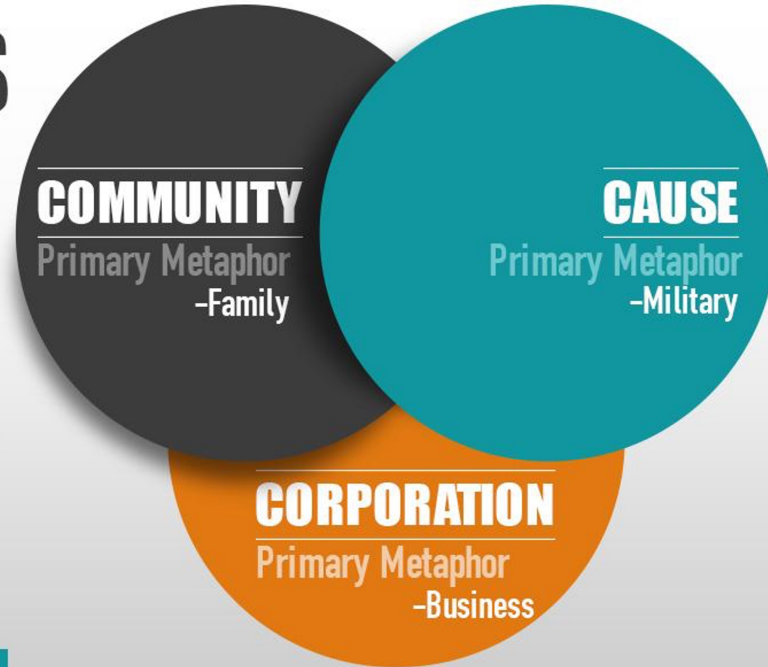 S
COMMUNITY
Primary Metaphor
-Family
CAUSE
Primary Metaphor
-Military
CORPORATION
Primary Metaphor
-Business